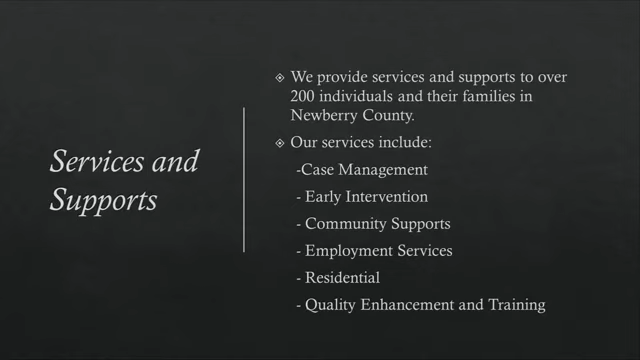 Services and
Supports
We provide services and supports to over
200 individuals and their families in
Newberry County.
Our services include:
-Case Management
- Early Intervention
- Community Supports
- Employment Services
- Residential
- Quality Enhancement and Training